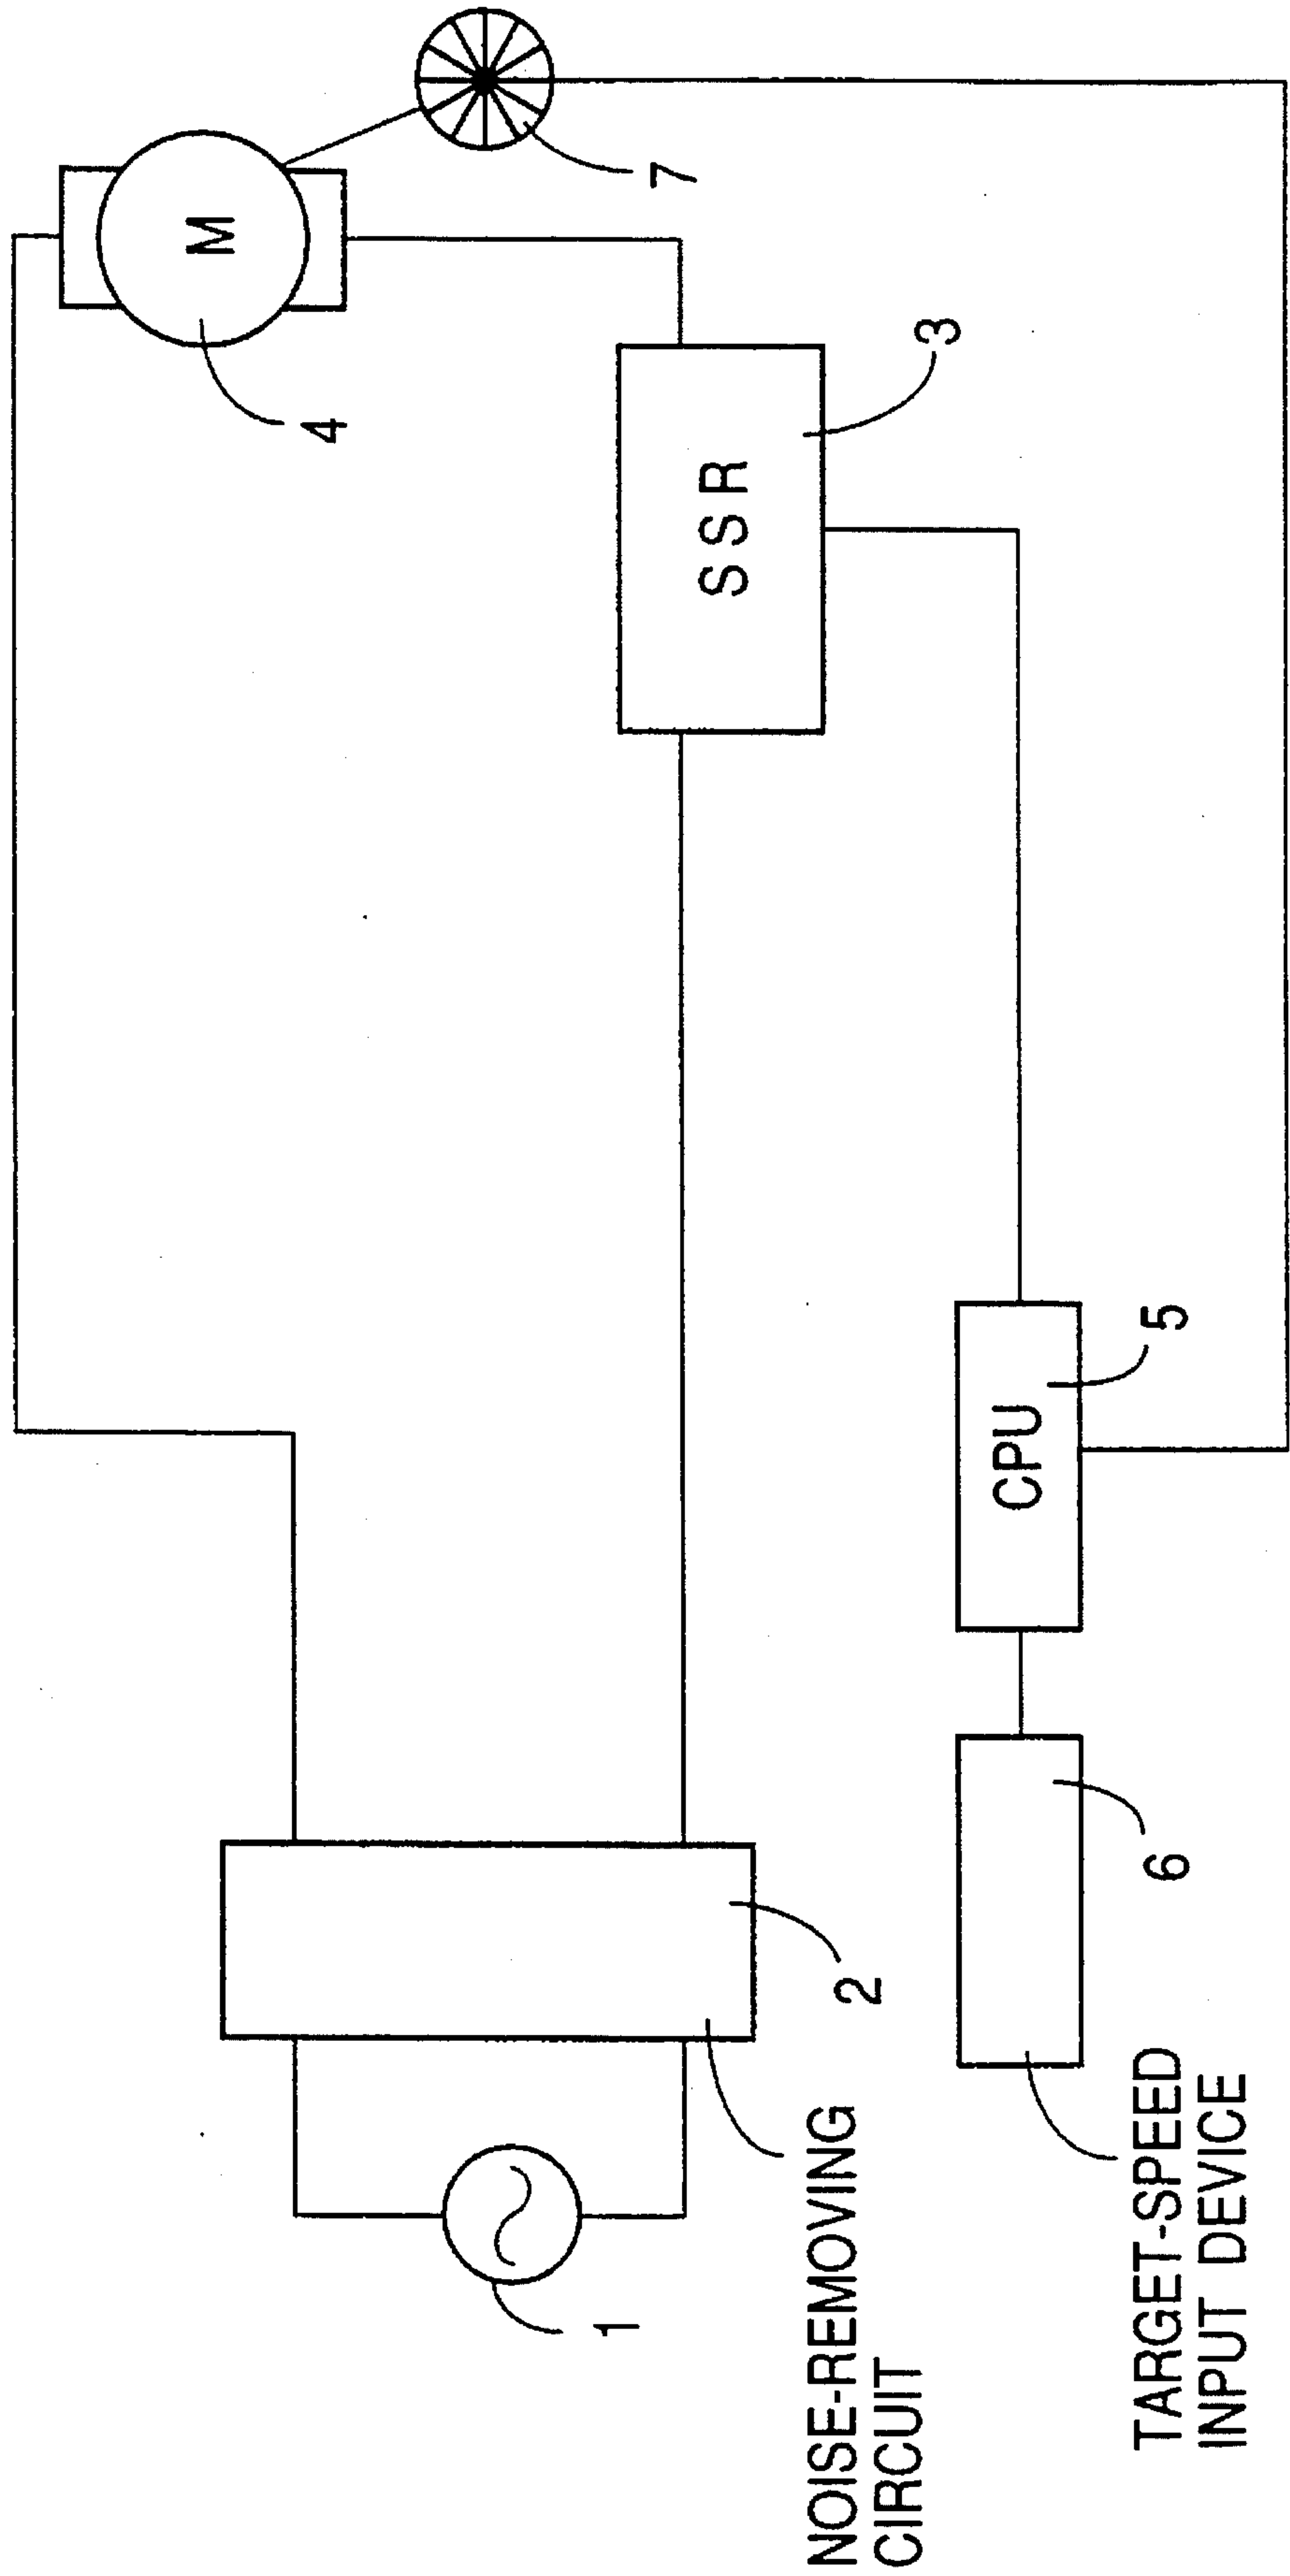 M
7
4
3
SSR
5
CPU
6
2
1
NOISE-REMOVING
CIRCUIT
TARGET-SPEED
INPUT DEVICE